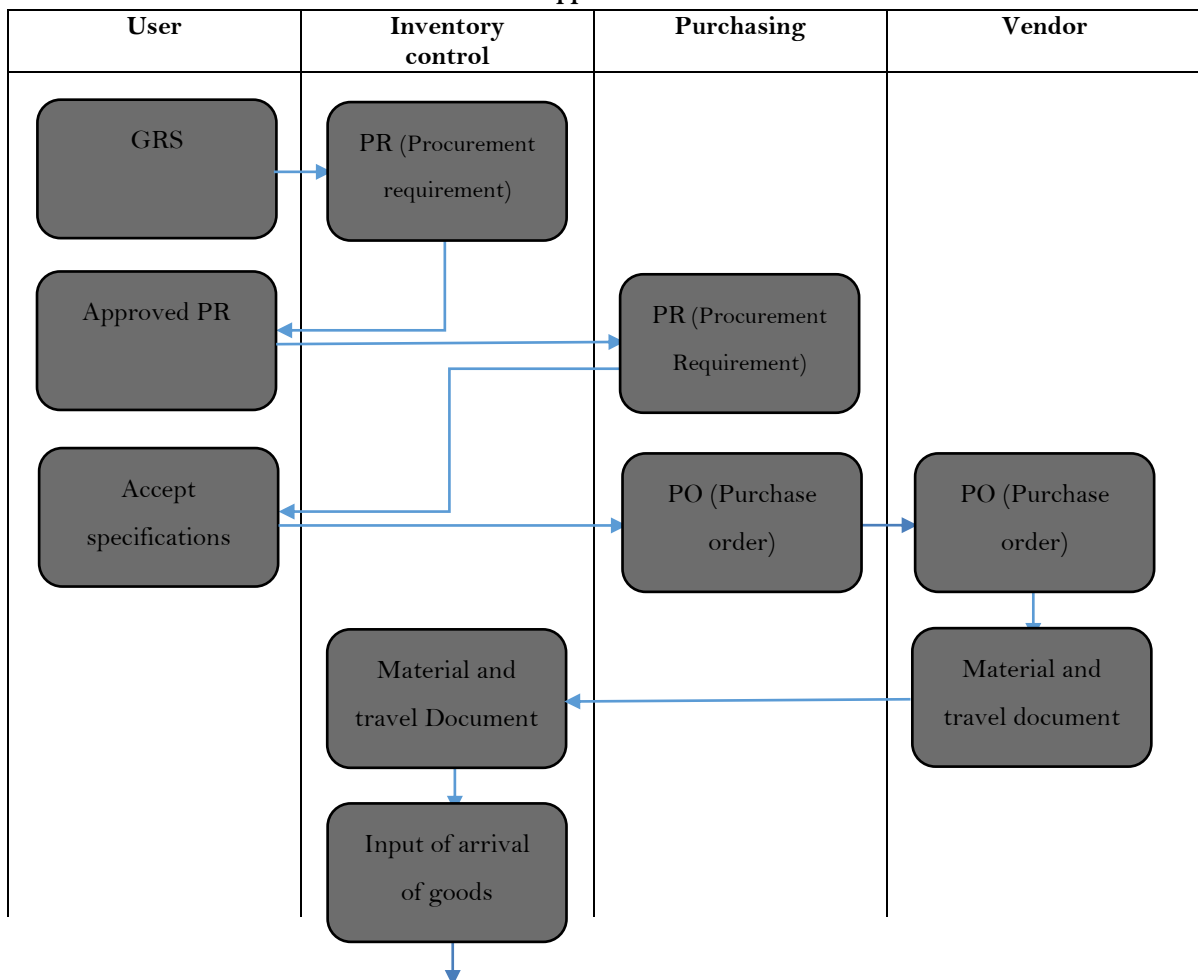 User
Inventory
control
Purchasing
Vendor
GRS
PR (Procurement
requirement)
Approved PR
PR (Procurement
Requirement)
Accept
specifications
PO (Purchase
order)
PO (Purchase
order)
Material and
travel Document
Material and
travel document
Input of arrival
of goods